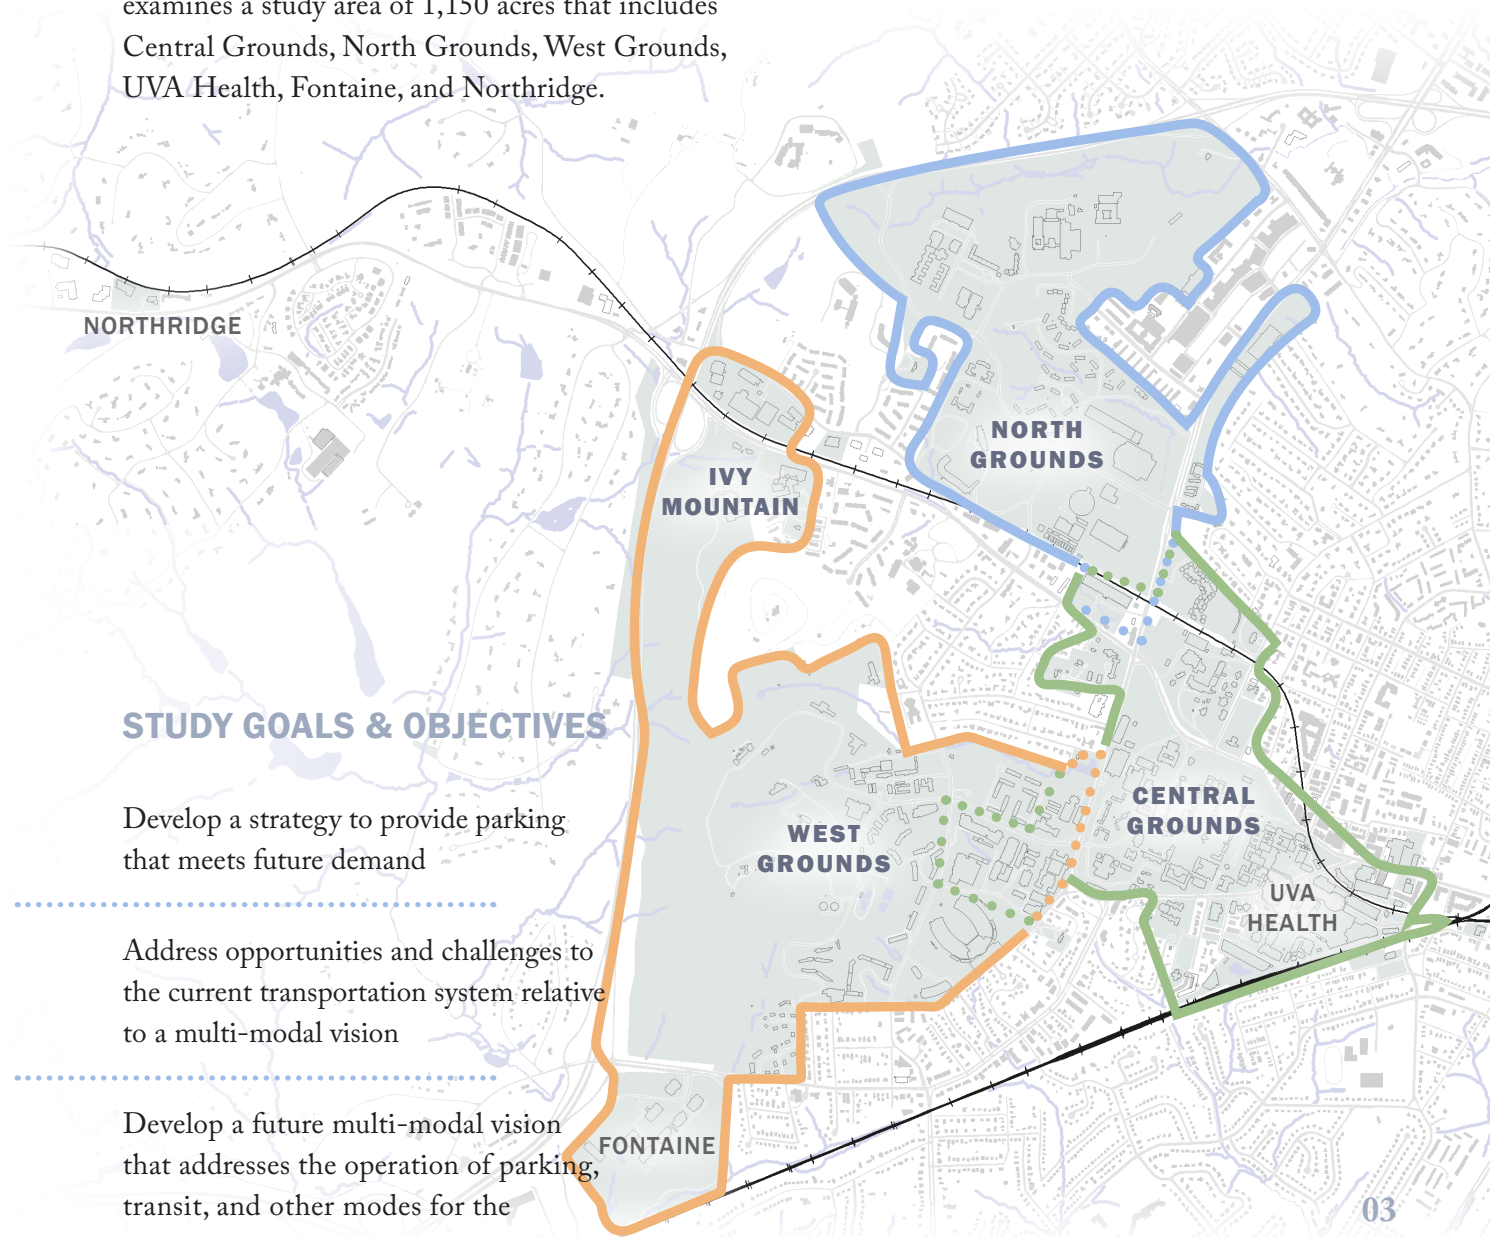 examines a study area of 1,150 acres that includes
Central Grounds, North Grounds, West Grounds,
UVA Health, Fontaine, and Northridge.
NORTHRIDGE
NORTH
GROUNDS
IVY
MOUNTAIN
STUDY GOALS & OBJECTIVES
Develop a strategy to provide parking
that meets future demand
CENTRAL
GROUNDS
WEST
GROUNDS
UVA
HEALTH
Address opportunities and challenges to
the current transportation system relative
to a multi-modal vision
Develop a future multi-modal vision
that addresses the operation of parking,
transit, and other modes for the
FONTAINE
03